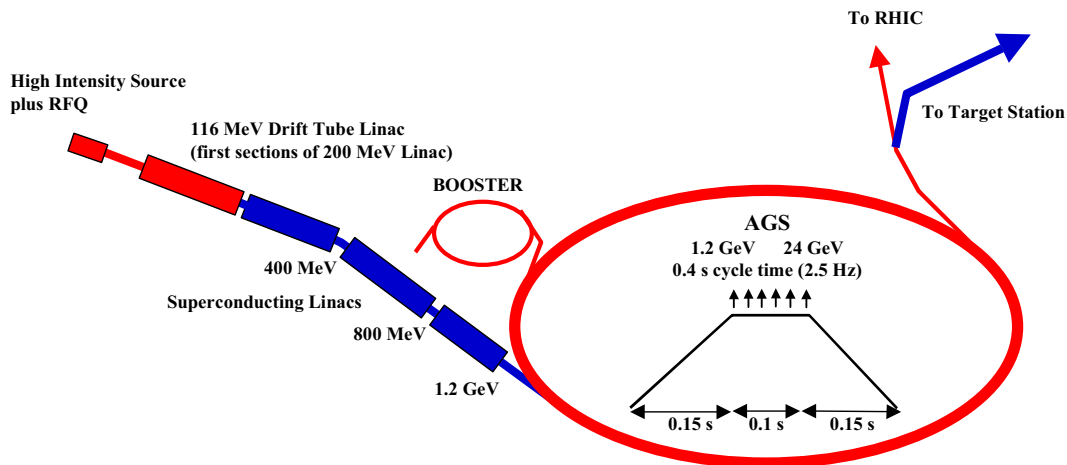 To RHIC
High Intensity Source
plus RFQ
To Target Station
116 MeV Drift Tube Linac
(first sections of 200 MeV Linac)
BOOSTER
AGS
1.2 GeV 24 GeV
0.4 s cycle time (2.5 Hz)
400 MeV
Superconducting Linacs
800 MeV
1.2 GeV
0.15 s 0.1 s 0.15 s